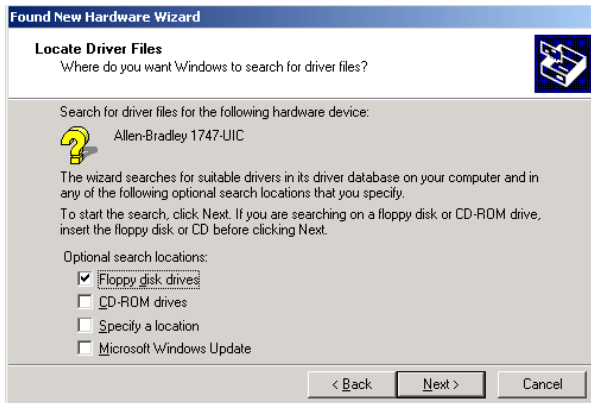 Found New Hardware Wizard
Locate Driver Files
Where do you want Windows to search for driver files?
Search for driver files for the following hardware device:
Allen-Bradley 1747-UIC
The wizard searches for suitable drivers in its driver database on your computer and in
any of the following optional search locations that you specify.
To start the search, click Next. If you are searching on a floppy disk or CD-ROM drive,
insert the floppy disk or CD before clicking Next.
Optional search locations:
Floppy disk drives
CD-ROM drives
Specify a location
Microsoft Windows Update
< Back Next > Cancel